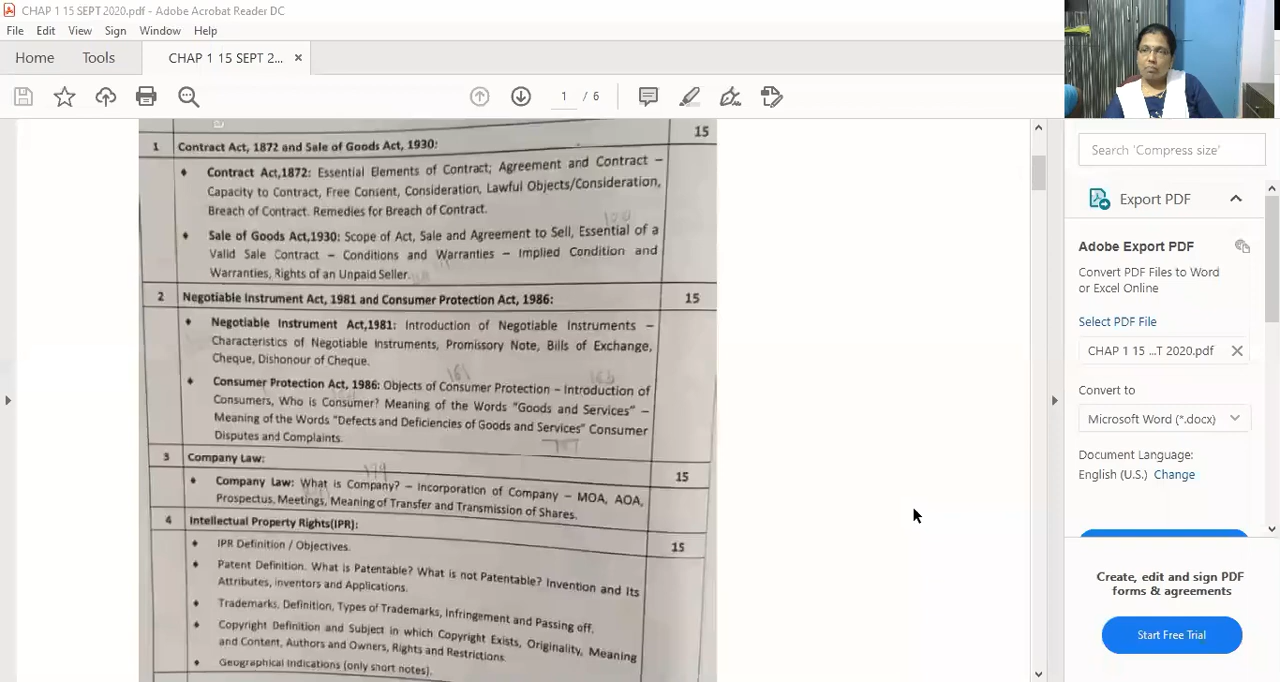 CHAP 1 15 SEPT 2020.pdf - Adobe Acrobat Reader DC
File Edit View Sign Window Help
Home Tools CHAP 1 15 SEPT 2... ×
1 / 6
15
1 Contract Act, 1872 and Sale of Goods Act, 1930:
• Contract Act,1872: Essential Elements of Contract; Agreement and Contract –
Capacity to Contract, Free Consent, Consideration, Lawful Objects/Consideration,
Breach of Contract. Remedies for Breach of Contract.
• Sale of Goods Act,1930: Scope of Act, Sale and Agreement to Sell, Essential of a
Valid Sale Contract – Conditions and Warranties – Implied Condition and
Warranties, Rights of an Unpaid Seller.
2 Negotiable Instrument Act, 1981 and Consumer Protection Act, 1986: 15
• Negotiable Instrument Act,1981: Introduction of Negotiable Instruments –
Characteristics of Negotiable Instruments, Promissory Note, Bills of Exchange,
Cheque, Dishonour of Cheque.
161
• Consumer Protection Act, 1986: Objects of Consumer Protection – Introduction of
Consumers, Who is Consumer? Meaning of the Words "Goods and Services" –
Meaning of the Words "Defects and Deficiencies of Goods and Services" Consumer
Disputes and Complaints.
3 Company Law: 15
• Company Law: What is Company? – Incorporation of Company – MOA, AOA,
Prospectus, Meetings, Meaning of Transfer and Transmission of Shares.
4 Intellectual Property Rights(IPR): 15
• IPR Definition / Objectives.
• Patent Definition. What is Patentable? What is not Patentable? Invention and Its
Attributes, inventors and Applications.
• Trademarks, Definition, Types of Trademarks, Infringement and Passing off.
• Copyright Definition and Subject in which Copyright Exists, Originality, Meaning
and Content, Authors and Owners, Rights and Restrictions.
• Geographical Indications (only short notes).
Search 'Compress size'
Export PDF
Adobe Export PDF
Convert PDF Files to Word
or Excel Online
Select PDF File
CHAP 1 15 ...T 2020.pdf
Convert to
Microsoft Word (*.docx)
Document Language:
English (U.S.) Change
Create, edit and sign PDF
forms & agreements
Start Free Trial